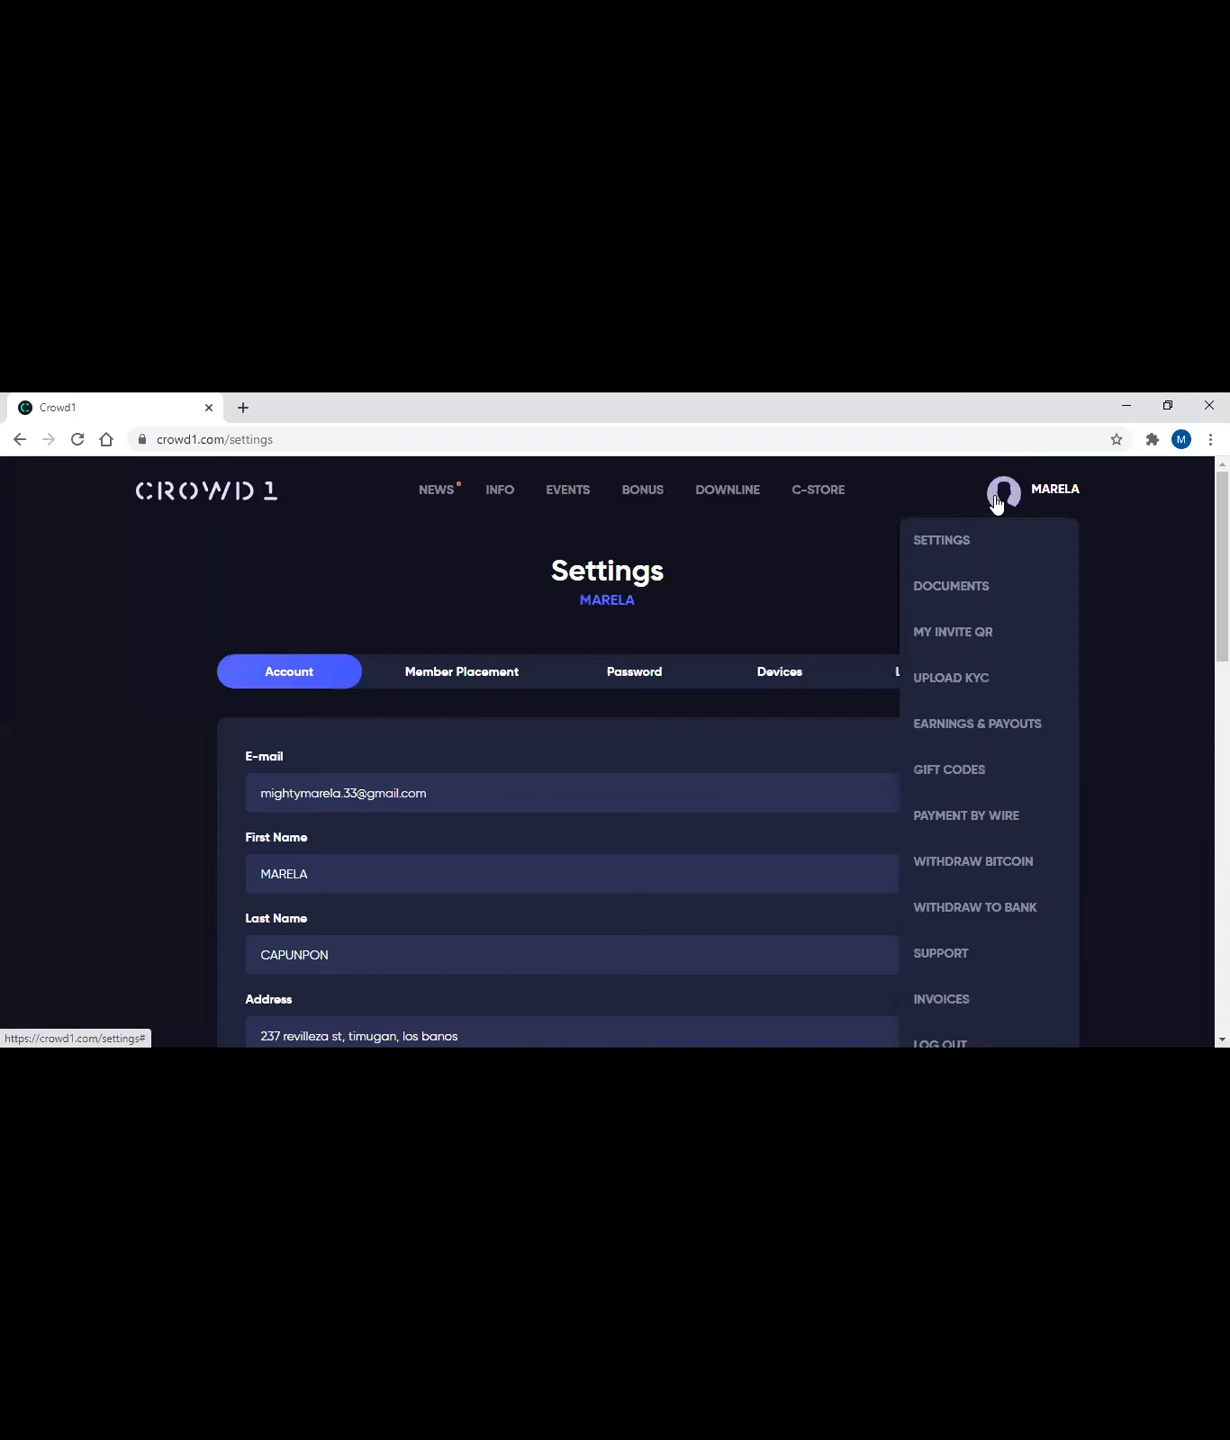 Crowd1
crowd1.com/settings
M
CROWD 1
NEWS INFO EVENTS BONUS DOWNLINE C-STORE
MARELA
SETTINGS
DOCUMENTS
MY INVITE QR
UPLOAD KYC
EARNINGS & PAYOUTS
GIFT CODES
PAYMENT BY WIRE
WITHDRAW BITCOIN
WITHDRAW TO BANK
SUPPORT
INVOICES
LOG OUT
Settings
MARELA
Account Member Placement Password Devices
E-mail
mightymarela.33@gmail.com
First Name
MARELA
Last Name
CAPUNPON
Address
237 revilleza st, timugan, los banos
https://crowd1.com/settings#